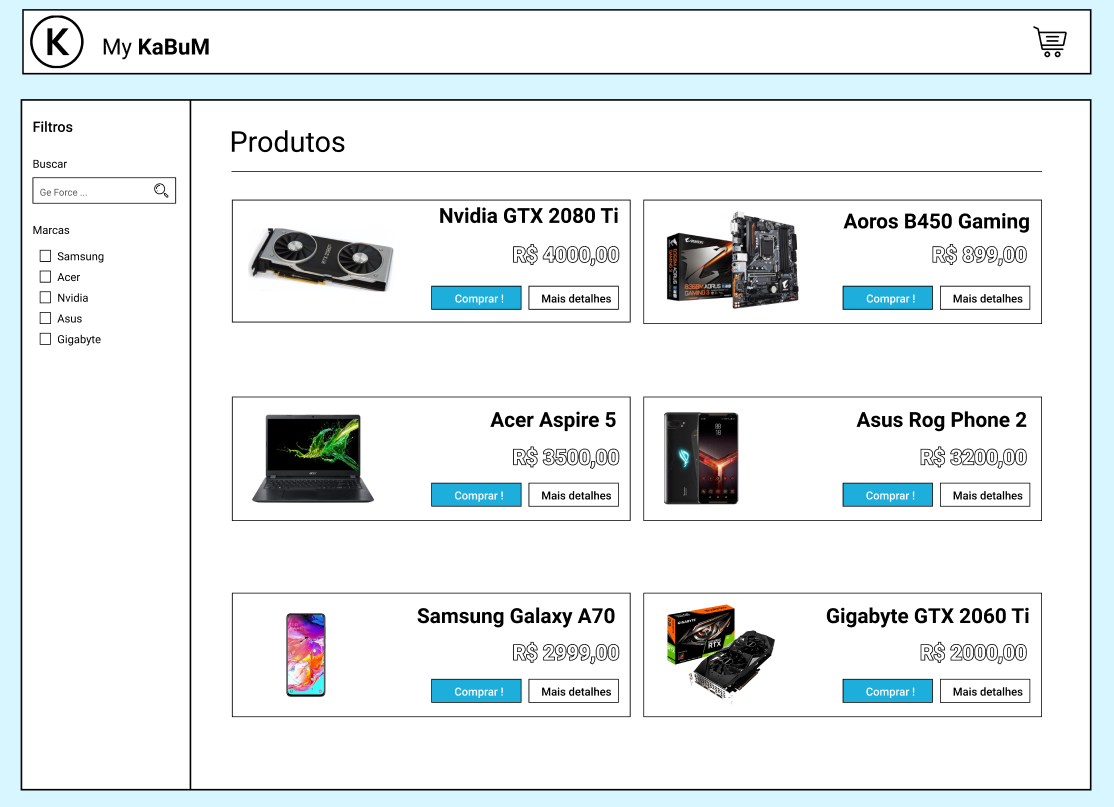 K
My KaBuM
Filtros
Buscar
Ge Force ...
Marcas
Samsung
Acer
Nvidia
Asus
Gigabyte
Produtos
Nvidia GTX 2080 Ti
R$ 4000,00
Comprar !
Mais detalhes
Aoros B450 Gaming
R$ 899,00
Comprar !
Mais detalhes
Acer Aspire 5
R$ 3500,00
Comprar !
Mais detalhes
Asus Rog Phone 2
R$ 3200,00
Comprar !
Mais detalhes
Samsung Galaxy A70
R$ 2999,00
Comprar !
Mais detalhes
Gigabyte GTX 2060 Ti
R$ 2000,00
Comprar !
Mais detalhes